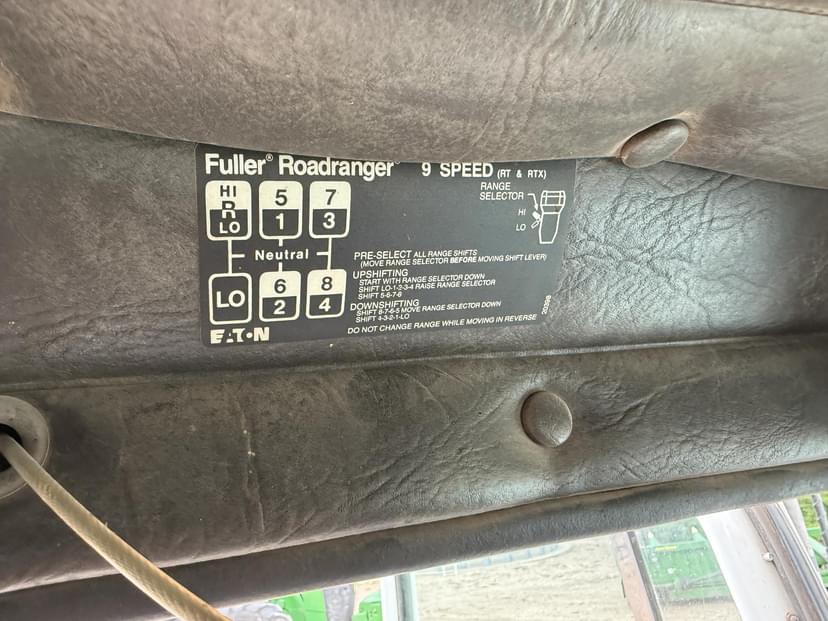 Fuller® Roadranger® 9 SPEED (RT & RTX)
HI
R
LO
5
1
7
3
RANGE
SELECTOR
HI
LO
Neutral
LO
6
2
8
4
PRE-SELECT ALL RANGE SHIFTS
(MOVE RANGE SELECTOR BEFORE MOVING SHIFT LEVER)
UPSHIFTING
START WITH RANGE SELECTOR DOWN
SHIFT LO-1-2-3-4 RAISE RANGE SELECTOR
SHIFT 5-6-7-8
DOWNSHIFTING
SHIFT 8-7-6-5 MOVE RANGE SELECTOR DOWN
SHIFT 4-3-2-1-LO
DO NOT CHANGE RANGE WHILE MOVING IN REVERSE
EATON